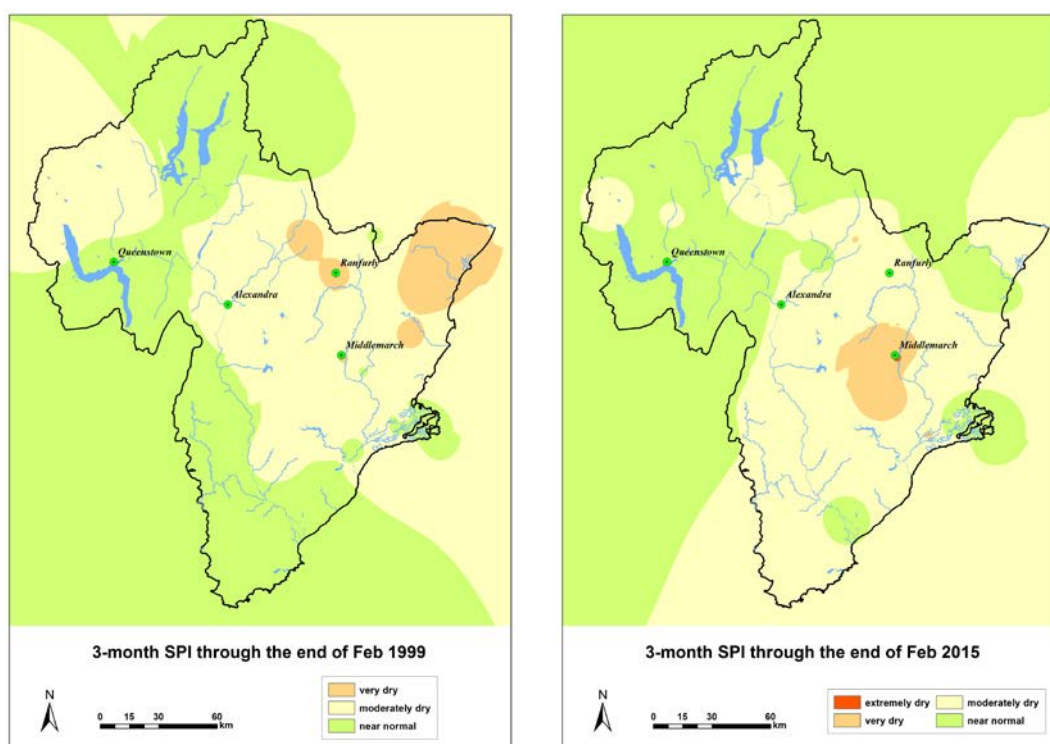 Queenstown
Ranfurly
Alexandra
Middlemarch
3-month SPI through the end of Feb 1999
N
0 15 30 60
km
very dry
moderately dry
near normal
Queenstown
Ranfurly
Alexandra
Middlemarch
3-month SPI through the end of Feb 2015
N
0 15 30 60
km
extremely dry
very dry
moderately dry
near normal